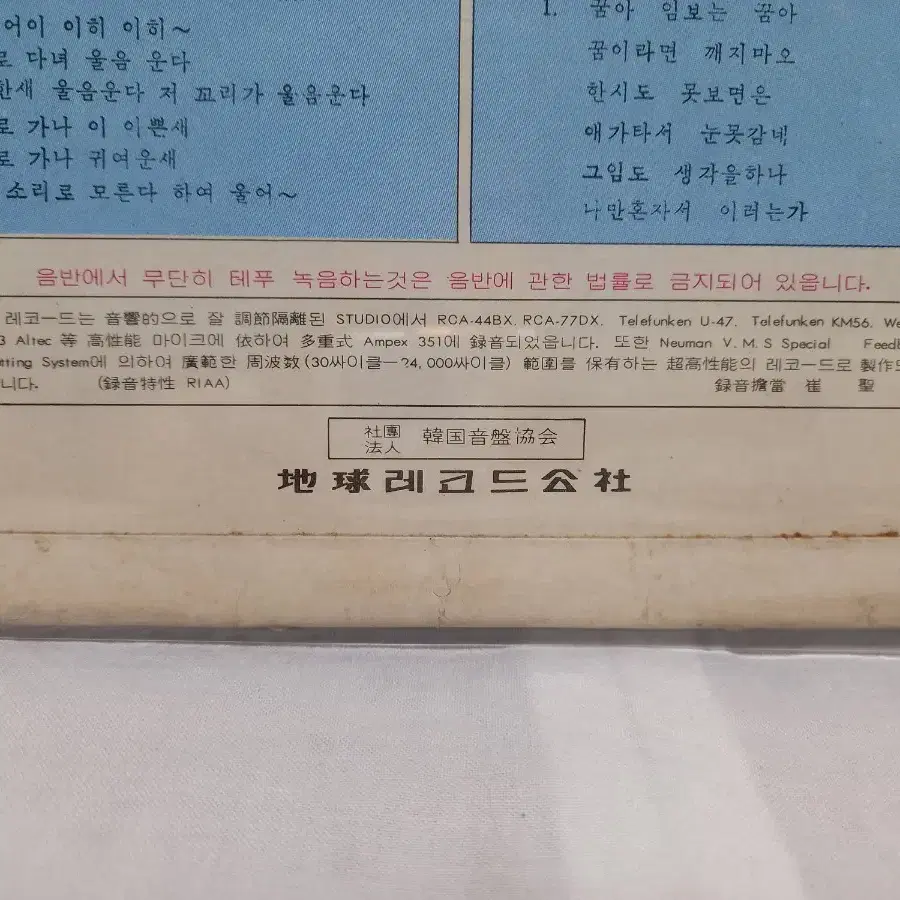 어이 이히 이히~
로 다녀 울음 운다
한새 울음운다 저 꼬리가 울음운다
로 가나 이 이쁜새
로 가나 귀여운새
소리로 모른다 하여 울어~
1. 꿈아 임보는 꿈아
꿈이라면 깨지마오
한시도 못보면은
애가타서 눈못감네
그임도 생각을하나
나만혼자서 이러는가
음반에서 무단히 테푸 녹음하는것은 음반에 관한 법률로 금지되어 있읍니다.
레코ー드는 音響的으로 잘 調節隔離된 STUDIO에서 RCA-44BX. RCA-77DX. Telefunken U-47. Telefunken KM56. We
3 Altec 等 高性能 마이크에 依하여 多重式 Ampex 3510에 録音되었읍니다. 또한 Neuman V.M.S Special Feedb
tting System에 의하여 廣範한 周波数(30싸이클ー24,000싸이클) 範囲를 保有하는 超高性能의 레코ー드로 製作되
니다. (録音特性 RIAA) 録音擔當 崔 聖
社團法人 韓国音盤協会
地球레코드公社